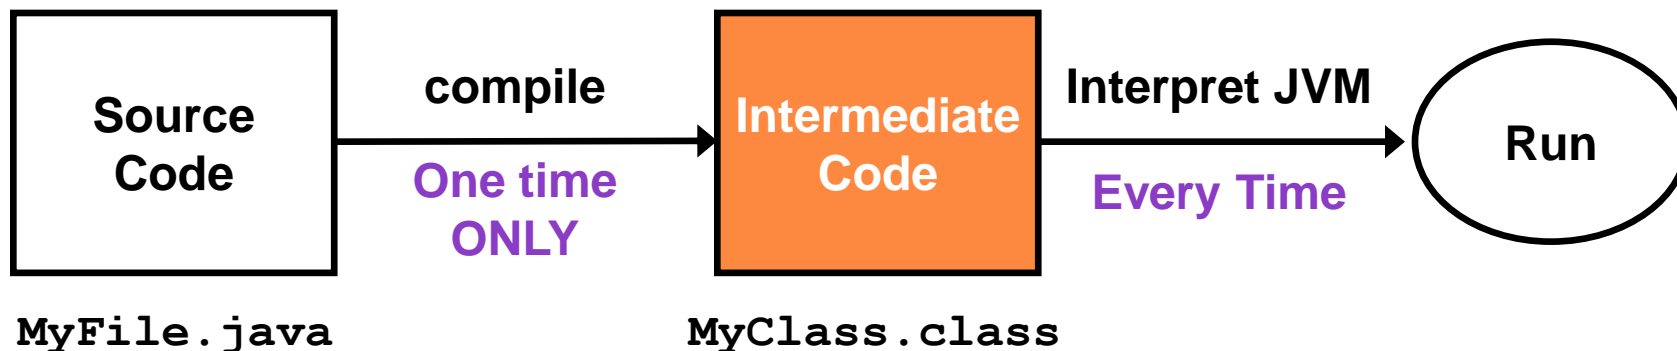 Source
Code
compile
One time
ONLY
Intermediate
Code
Interpret JVM
Every Time
Run
MyFile.java
MyClass.class